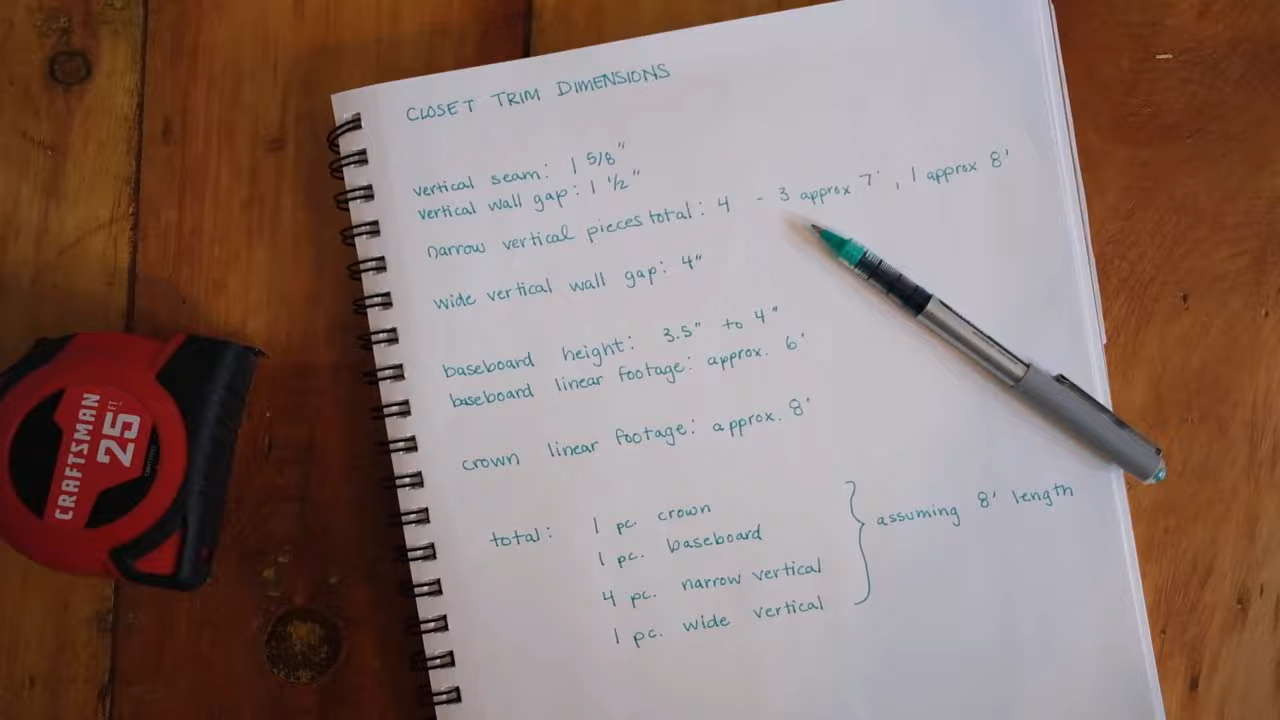 CLOSET TRIM DIMENSIONS
vertical seam: 1 5/8"
vertical wall gap: 1 1/2"
narrow vertical pieces total: 4 - 3 approx 7', 1 approx 8'
wide vertical wall gap: 4"
baseboard height: 3.5" to 4"
baseboard linear footage: approx. 6'
crown linear footage: approx. 8'
total: 1 pc. crown
1 pc. baseboard
4 pc. narrow vertical
1 pc. wide vertical
assuming 8' length
CRAFTSMAN
25 FT